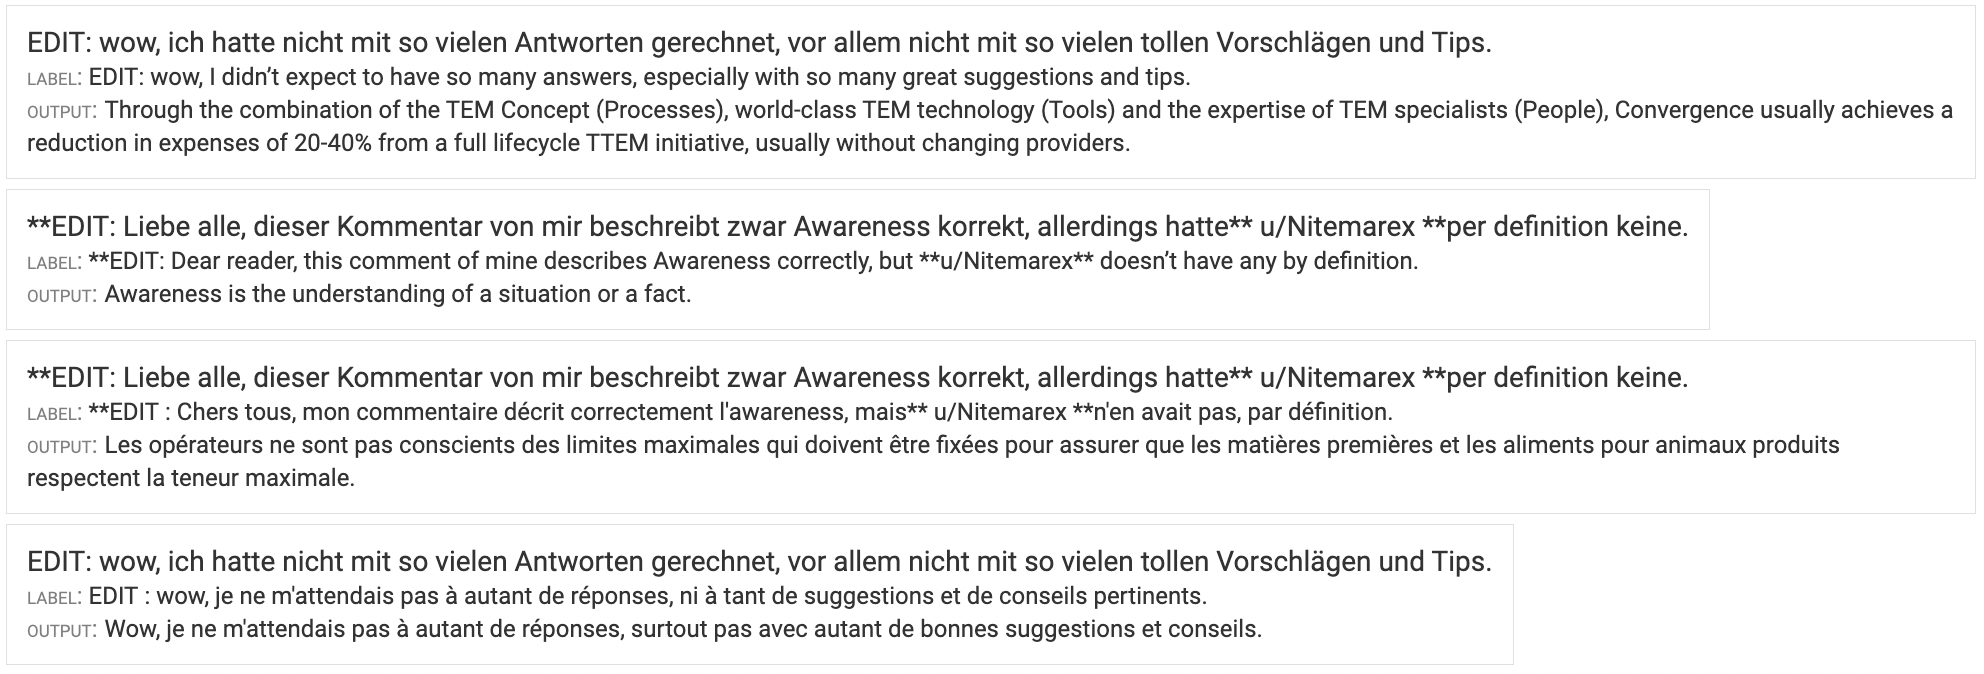 EDIT: wow, ich hatte nicht mit so vielen Antworten gerechnet, vor allem nicht mit so vielen tollen Vorschlägen und Tips.
LABEL: EDIT: wow, I didn’t expect to have so many answers, especially with so many great suggestions and tips.
OUTPUT: Through the combination of the TEM Concept (Processes), world-class TEM technology (Tools) and the expertise of TEM specialists (People), Convergence usually achieves a
reduction in expenses of 20-40% from a full lifecycle TTEM initiative, usually without changing providers.
**EDIT: Liebe alle, dieser Kommentar von mir beschreibt zwar Awareness korrekt, allerdings hatte** u/Nitemarex **per definition keine.
LABEL: **EDIT: Dear reader, this comment of mine describes Awareness correctly, but **u/Nitemarex** doesn’t have any by definition.
OUTPUT: Awareness is the understanding of a situation or a fact.
**EDIT: Liebe alle, dieser Kommentar von mir beschreibt zwar Awareness korrekt, allerdings hatte** u/Nitemarex **per definition keine.
LABEL: **EDIT : Chers tous, mon commentaire décrit correctement l'awareness, mais** u/Nitemarex **n'en avait pas, par définition.
OUTPUT: Les opérateurs ne sont pas conscients des limites maximales qui doivent être fixées pour assurer que les matières premières et les aliments pour animaux produits
respectent la teneur maximale.
EDIT: wow, ich hatte nicht mit so vielen Antworten gerechnet, vor allem nicht mit so vielen tollen Vorschlägen und Tips.
LABEL: EDIT : wow, je ne m'attendais pas à autant de réponses, ni à tant de suggestions et de conseils pertinents.
OUTPUT: Wow, je ne m'attendais pas à autant de réponses, surtout pas avec autant de bonnes suggestions et conseils.